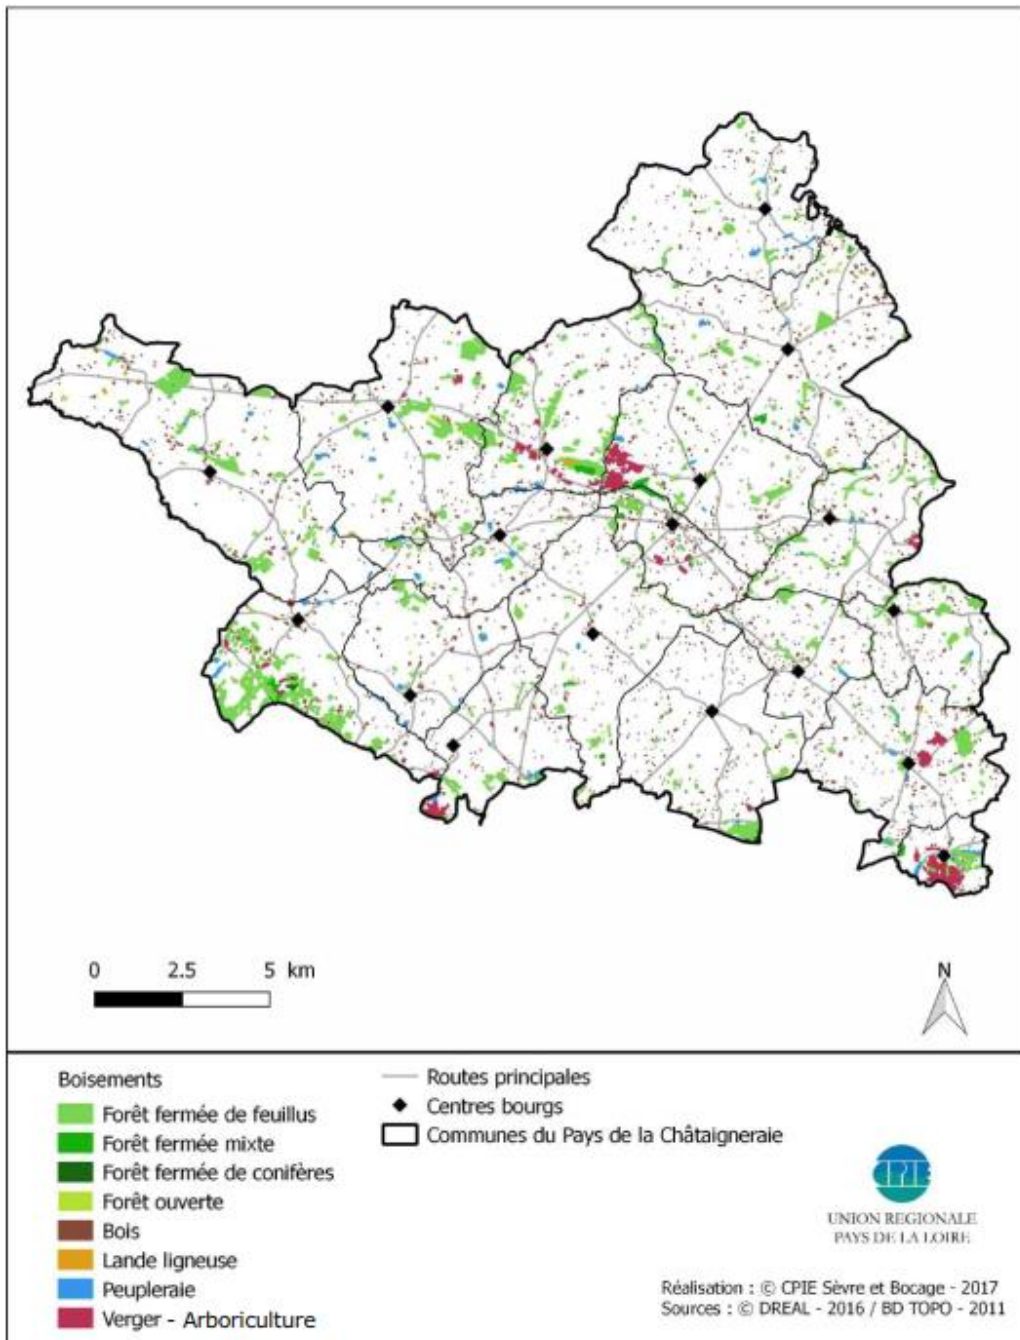 N
0 2.5 5 km
Boisements
Forêt fermée de feuillus
Forêt fermée mixte
Forêt fermée de conifères
Forêt ouverte
Bois
Lande ligneuse
Peupleraie
Verger - Arboriculture
Routes principales
Centres bourgs
Communes du Pays de la Châtaigneraie
CPIE
UNION REGIONALE
PAYS DE LA LOIRE
Réalisation : © CPIE Sèvre et Bocage - 2017
Sources : © DREAL - 2016 / BD TOPO - 2011